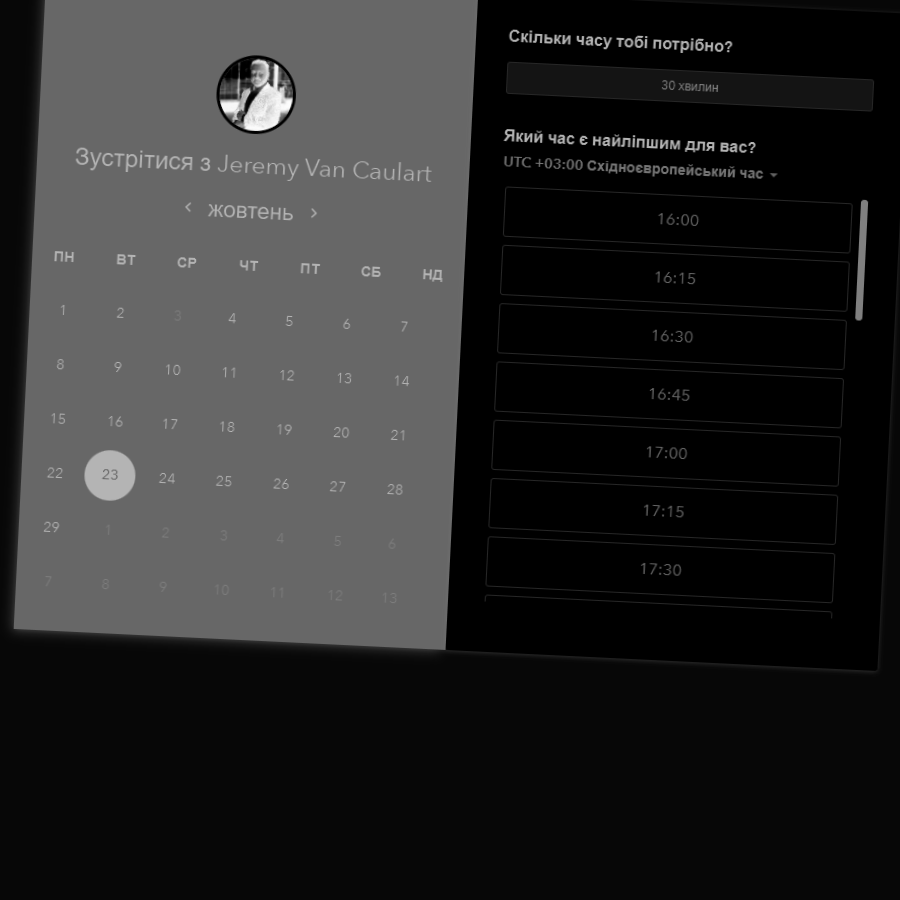 Зустрітися з Jeremy Van Caulart
жовтень
ПН ВТ СР ЧТ ПТ СБ НД
1 2 3 4 5 6 7
8 9 10 11 12 13 14
15 16 17 18 19 20 21
22 23 24 25 26 27 28
29 1 2 3 4 5 6
7 8 9 10 11 12 13
Скільки часу тобі потрібно?
30 хвилин
Який час є найліпшим для вас?
UTC +03:00 Східноєвропейський час
16:00
16:15
16:30
16:45
17:00
17:15
17:30